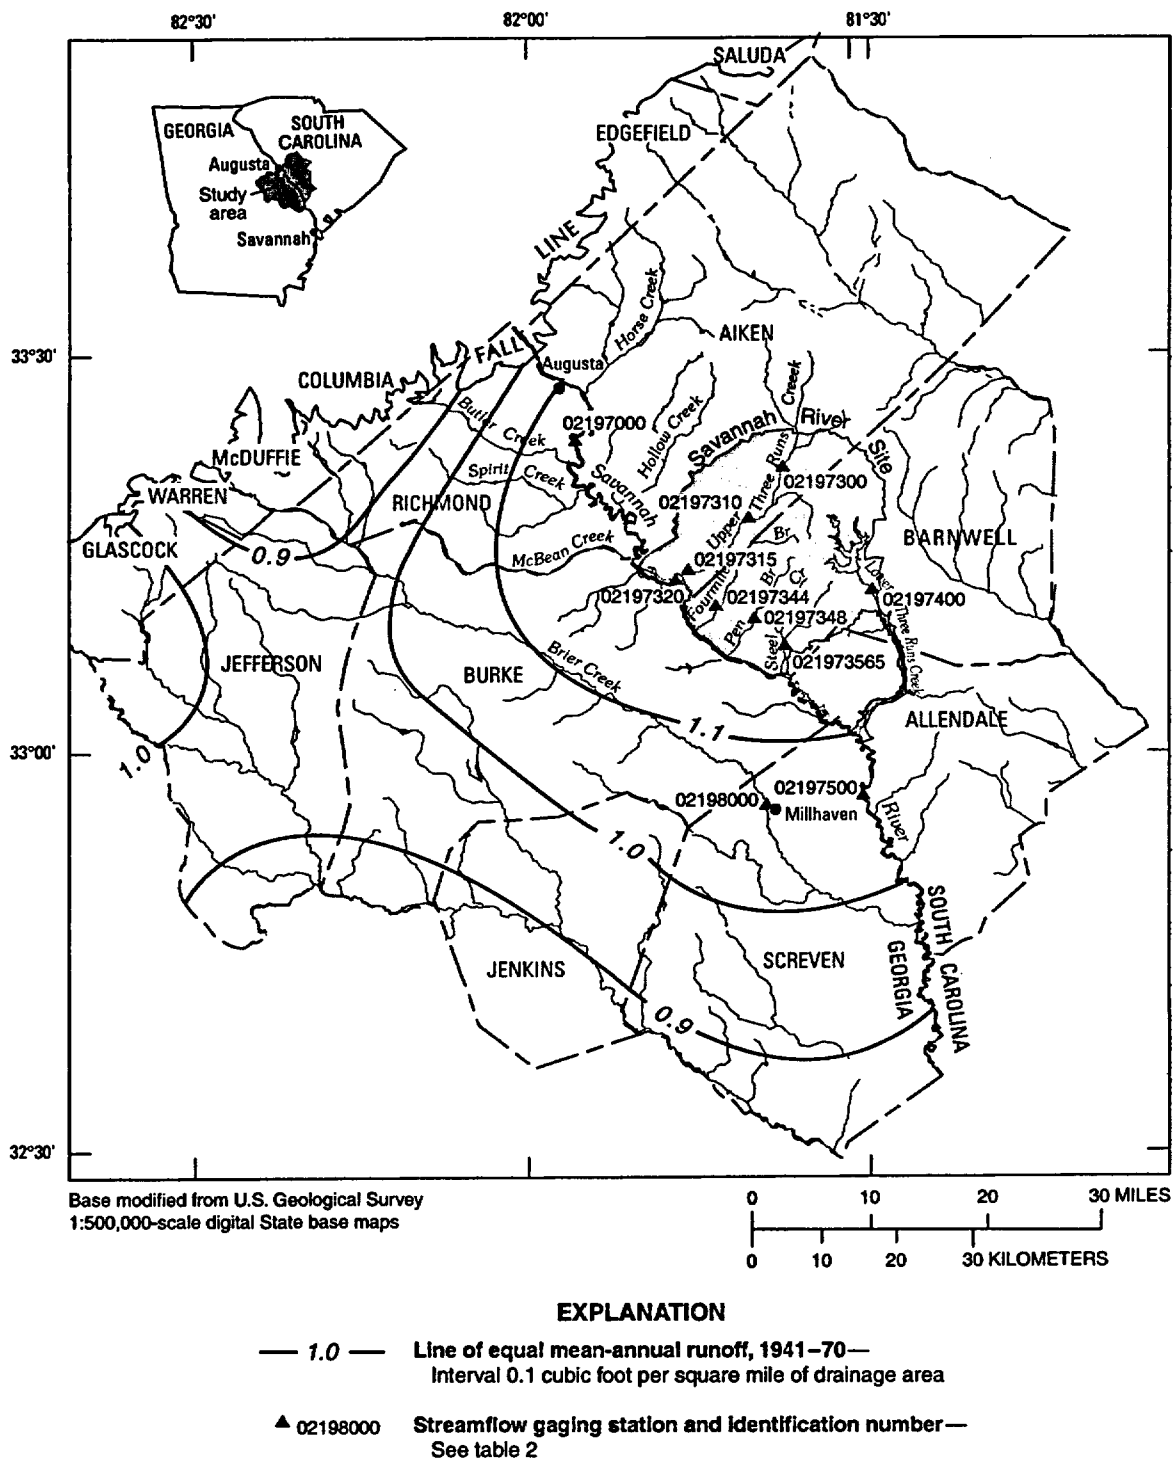 82°30'
82°00'
81°30'
SALUDA
EDGEFIELD
GEORGIA
SOUTH
CAROLINA
Augusta
Study
area
Savannah
FALL LINE
Horse Creek
AIKEN
33°30'
Augusta
COLUMBIA
Butler Creek
02197000
Hollow Creek
Savannah River Site
Upper Three Runs Creek
McDUFFIE
Spirit Creek
Savannah
02197300
WARREN
RICHMOND
02197310
GLASCOCK
0.9
McBean Creek
Br
BARNWELL
02197315
02197320
Fourmile Br
02197344
02197400
Pen
02197348
Lower Three Runs Creek
Steel
021973565
JEFFERSON
BURKE
Brier Creek
ALLENDALE
1.1
33°00'
1.0
02198000
02197500
Millhaven
River
1.0
SOUTH CAROLINA
GEORGIA
JENKINS
SCREVEN
0.9
32°30'
Base modified from U.S. Geological Survey
1:500,000-scale digital State base maps
0 10 20 30 MILES
0 10 20 30 KILOMETERS
EXPLANATION
1.0 Line of equal mean-annual runoff, 1941–70—
Interval 0.1 cubic foot per square mile of drainage area
02198000 Streamflow gaging station and identification number—
See table 2